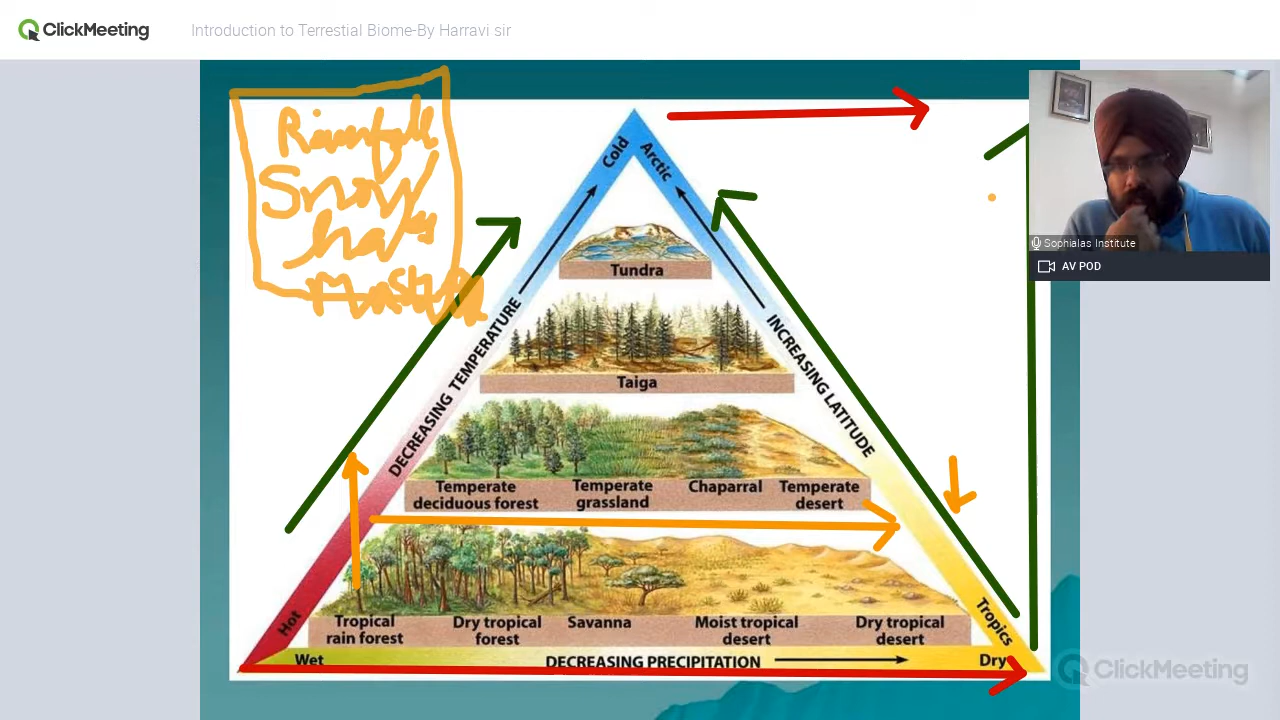 ClickMeeting
Introduction to Terrestial Biome-By Harravi sir
Snow
Cold
Arctic
Sophialas Institute
AV POD
Tundra
DECREASING TEMPERATURE
INCREASING LATITUDE
Taiga
Temperate deciduous forest
Temperate grassland
Chaparral
Temperate desert
Hot
Tropics
Tropical rain forest
Dry tropical forest
Savanna
Moist tropical desert
Dry tropical desert
Wet
DECREASING PRECIPITATION
Dry
ClickMeeting